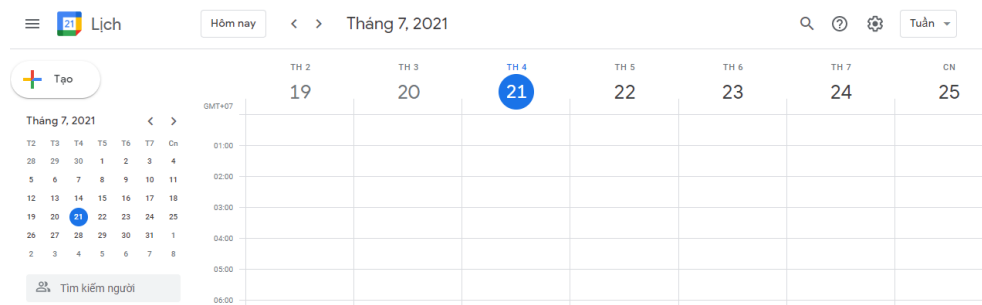 21 Lịch Hôm nay Tháng 7, 2021 Tuần
Tạo
TH 2 TH 3 TH 4 TH 5 TH 6 TH 7 CN
19 20 21 22 23 24 25
GMT+07
Tháng 7, 2021
T2 T3 T4 T5 T6 T7 Cn
28 29 30 1 2 3 4
5 6 7 8 9 10 11
12 13 14 15 16 17 18
19 20 21 22 23 24 25
26 27 28 29 30 31 1
2 3 4 5 6 7 8
Tìm kiếm người
01:00
02:00
03:00
04:00
05:00
06:00